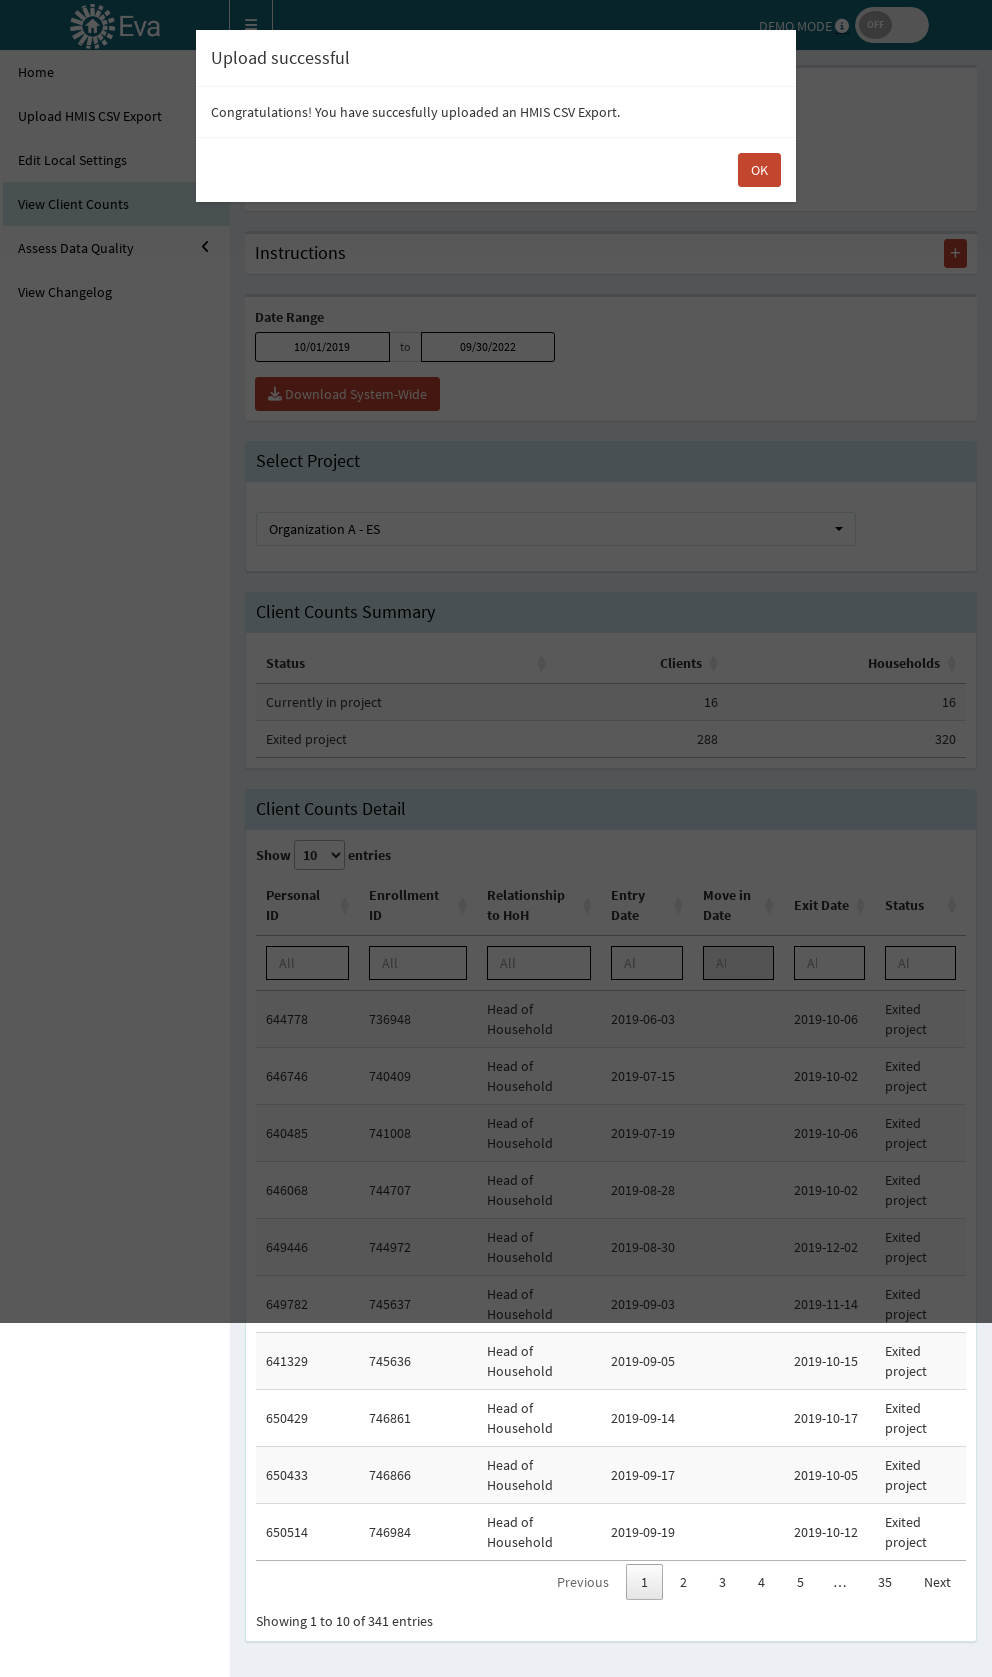 Eva
DEMO MODE
OFF
Upload successful
Congratulations! You have succesfully uploaded an HMIS CSV Export.
OK
Home
Upload HMIS CSV Export
Edit Local Settings
View Client Counts
Assess Data Quality
View Changelog
Instructions
+
Date Range
10/01/2019 to 09/30/2022
Download System-Wide
Select Project
Organization A - ES
Client Counts Summary
Status Clients Households
Currently in project 16 16
Exited project 288 320
Client Counts Detail
Show 10 entries
Personal ID Enrollment ID Relationship to HoH Entry Date Move in Date Exit Date Status
All All All All All All All
644778 736948 Head of Household 2019-06-03 2019-10-06 Exited project
646746 740409 Head of Household 2019-07-15 2019-10-02 Exited project
640485 741008 Head of Household 2019-07-19 2019-10-06 Exited project
646068 744707 Head of Household 2019-08-28 2019-10-02 Exited project
649446 744972 Head of Household 2019-08-30 2019-12-02 Exited project
649782 745637 Head of Household 2019-09-03 2019-11-14 Exited project
641329 745636 Head of Household 2019-09-05 2019-10-15 Exited project
650429 746861 Head of Household 2019-09-14 2019-10-17 Exited project
650433 746866 Head of Household 2019-09-17 2019-10-05 Exited project
650514 746984 Head of Household 2019-09-19 2019-10-12 Exited project
Previous 1 2 3 4 5 … 35 Next
Showing 1 to 10 of 341 entries